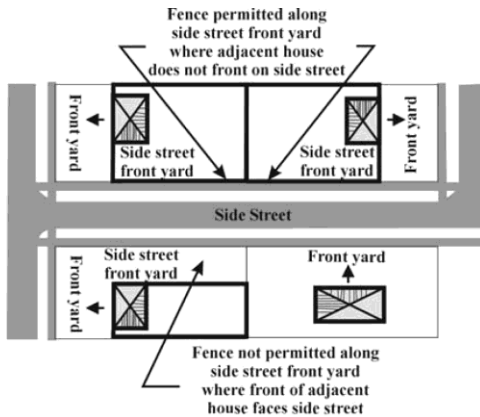 Fence permitted along
side street front yard
where adjacent house
does not front on side street
Front yard
Side street
front yard
Side street
front yard
Front yard
Side Street
Front yard
Side street
front yard
Front yard
Fence not permitted along
side street front yard
where front of adjacent
house faces side street